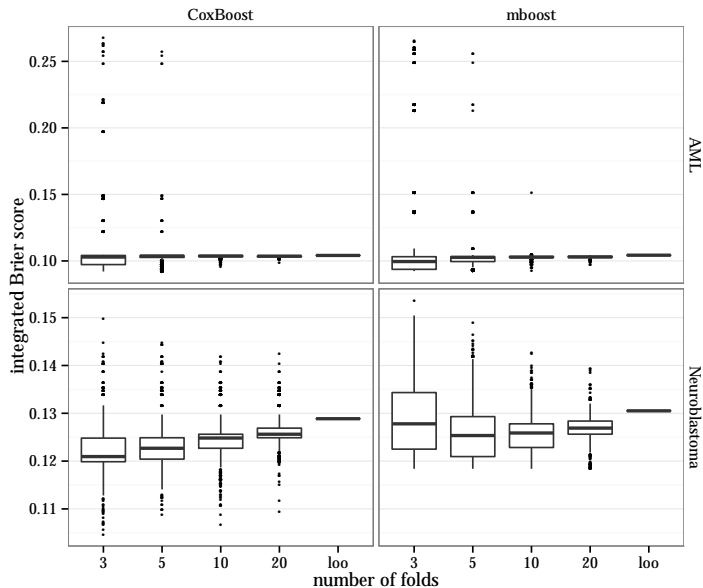 CoxBoost mboost
0.25
0.20
0.15
0.10
AML
integrated Brier score
0.15
0.14
0.13
0.12
0.11
Neuroblastoma
3 5 10 20 loo 3 5 10 20 loo
number of folds